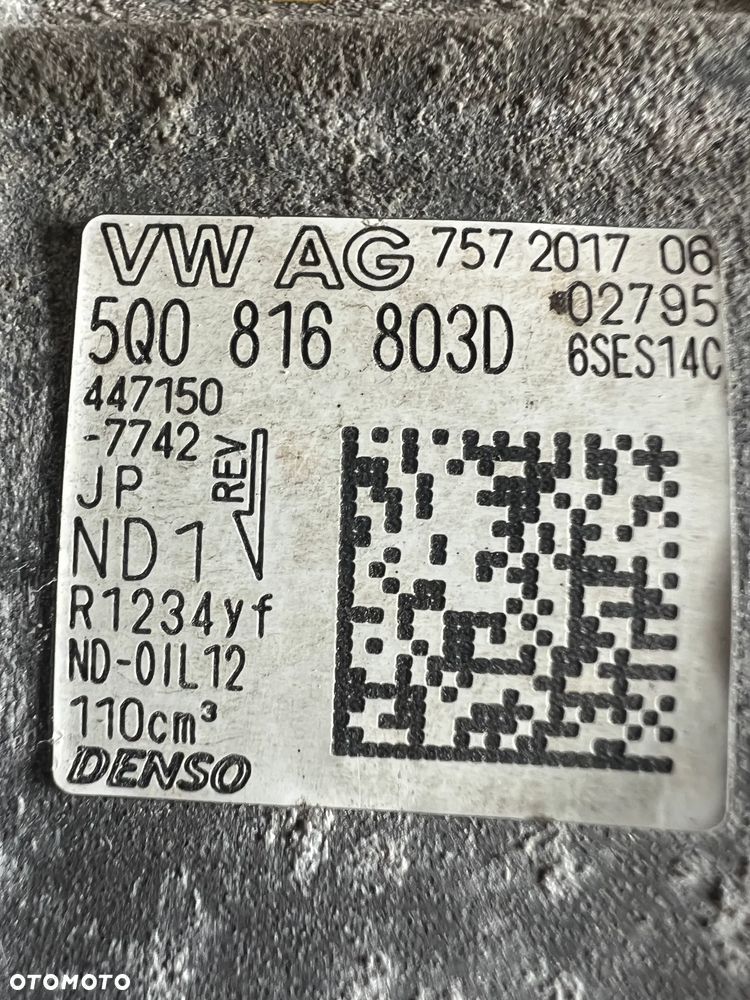 VW AG 757 2017 06
02795
5Q0 816 803D 6SES14C
447150
-7742
JP
REV
ND1
R1234yf
ND-OIL12
110cm³
DENSO
OTOMOTO